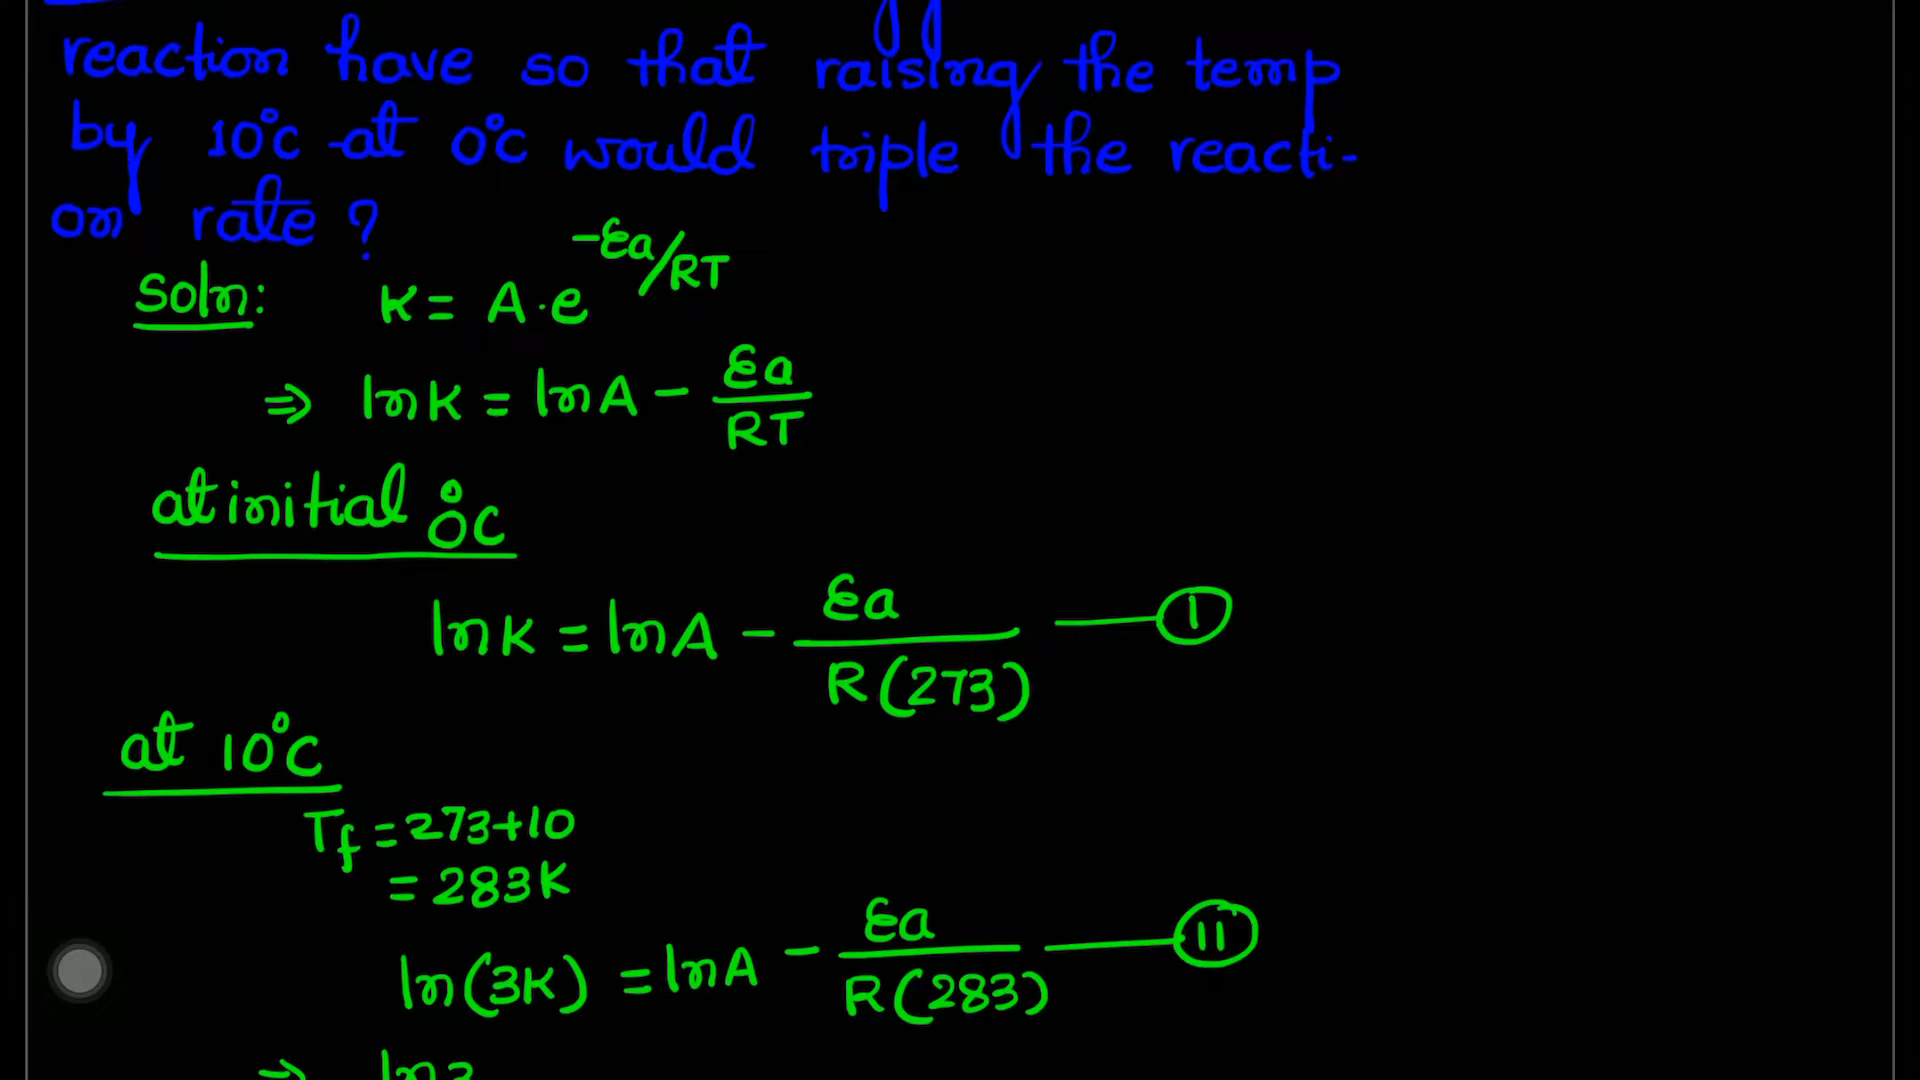 reaction have so that raising the temp
by 10°C at 0°C would triple the reacti-
on rate ?
Soln: K = A·e^-Ea/RT
⇒ lnK = lnA - Ea/RT
at initial 0°C
lnK = lnA - Ea/R(273) — I
at 10°C
Tf = 273+10
= 283K
ln(3K) = lnA - Ea/R(283) — II
⇒ ln3